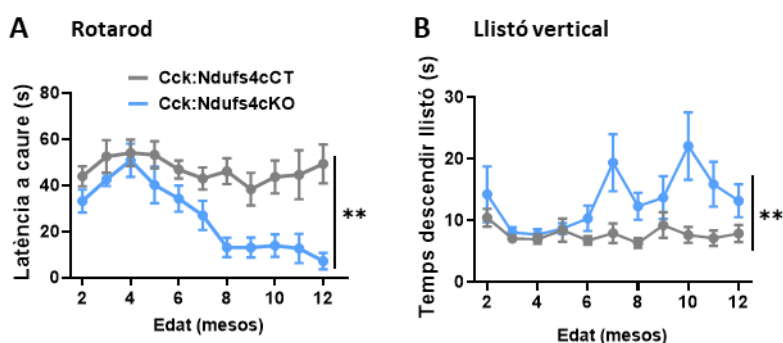 A Rotarod
Cck:Ndufs4cCT
Cck:Ndufs4cKO
Latència a caure (s)
80
60
40
20
0
2 4 6 8 10 12
Edat (mesos)
**
B Llistó vertical
Temps descendir llistó (s)
30
20
10
0
2 4 6 8 10 12
Edat (mesos)
**